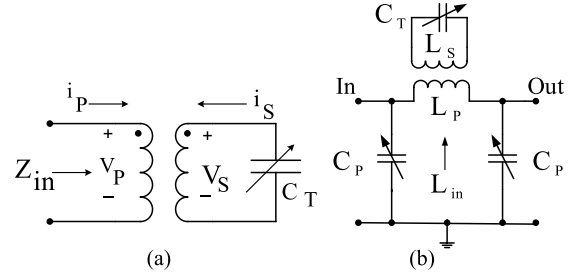 i_P
i_S
+
+
Z_in
V_P
V_S
C_T
−
−
(a)
C_T
L_S
In
Out
L_P
C_P
C_P
L_in
(b)